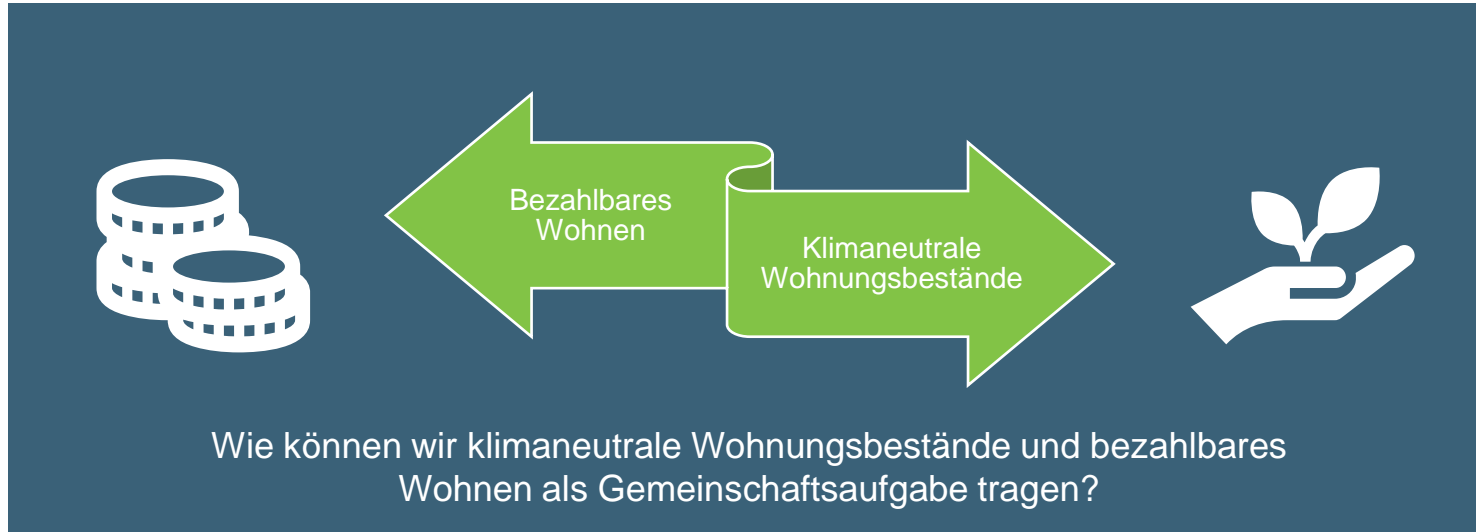 Bezahlbares
Wohnen
Klimaneutrale
Wohnungsbestände
Wie können wir klimaneutrale Wohnungsbestände und bezahlbares
Wohnen als Gemeinschaftsaufgabe tragen?